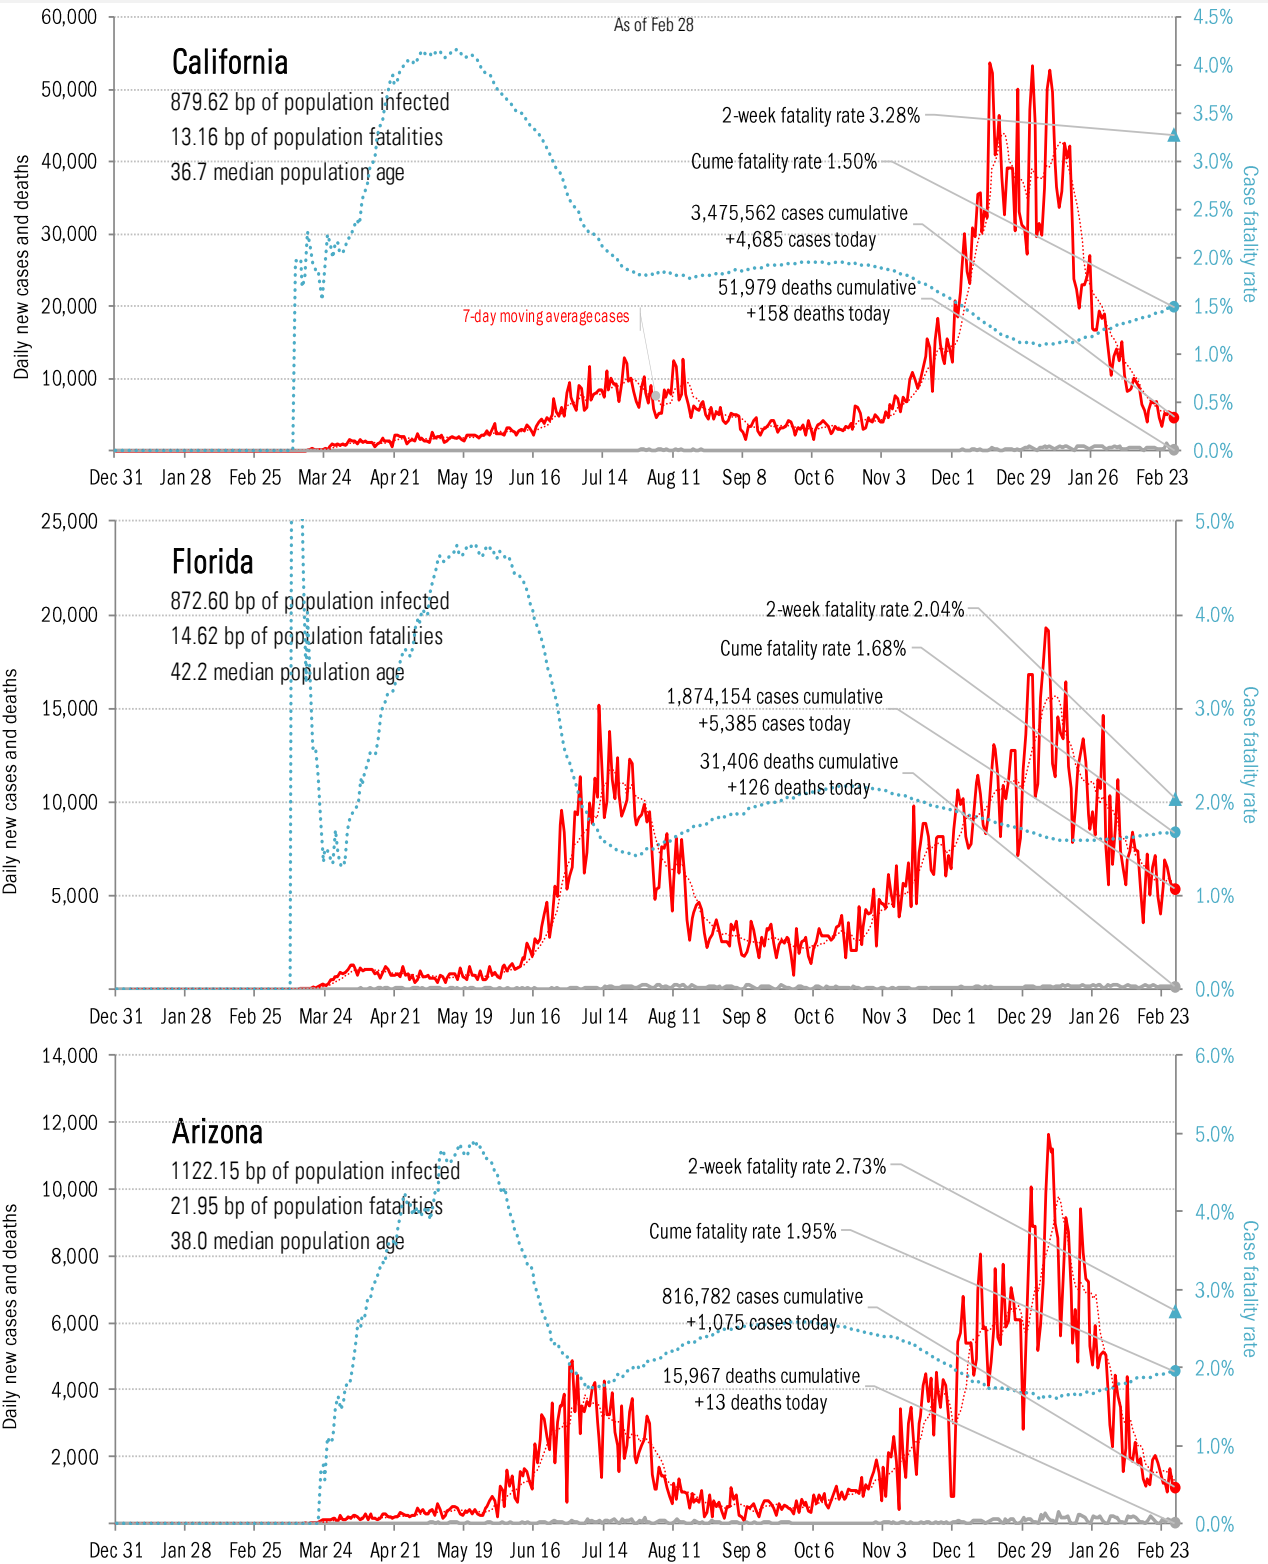 As of Feb 28
60,000
50,000
40,000
30,000
20,000
10,000
Daily new cases and deaths
California
879.62 bp of population infected
13.16 bp of population fatalities
36.7 median population age
2-week fatality rate 3.28%
Cume fatality rate 1.50%
3,475,562 cases cumulative
+4,685 cases today
51,979 deaths cumulative
+158 deaths today
7-day moving average cases
4.5%
4.0%
3.5%
3.0%
2.5%
2.0%
1.5%
1.0%
0.5%
0.0%
Case fatality rate
Dec 31 Jan 28 Feb 25 Mar 24 Apr 21 May 19 Jun 16 Jul 14 Aug 11 Sep 8 Oct 6 Nov 3 Dec 1 Dec 29 Jan 26 Feb 23
25,000
20,000
15,000
10,000
5,000
Daily new cases and deaths
Florida
872.60 bp of population infected
14.62 bp of population fatalities
42.2 median population age
2-week fatality rate 2.04%
Cume fatality rate 1.68%
1,874,154 cases cumulative
+5,385 cases today
31,406 deaths cumulative
+126 deaths today
5.0%
4.0%
3.0%
2.0%
1.0%
0.0%
Case fatality rate
Dec 31 Jan 28 Feb 25 Mar 24 Apr 21 May 19 Jun 16 Jul 14 Aug 11 Sep 8 Oct 6 Nov 3 Dec 1 Dec 29 Jan 26 Feb 23
14,000
12,000
10,000
8,000
6,000
4,000
2,000
Daily new cases and deaths
Arizona
1122.15 bp of population infected
21.95 bp of population fatalities
38.0 median population age
2-week fatality rate 2.73%
Cume fatality rate 1.95%
816,782 cases cumulative
+1,075 cases today
15,967 deaths cumulative
+13 deaths today
6.0%
5.0%
4.0%
3.0%
2.0%
1.0%
0.0%
Case fatality rate
Dec 31 Jan 28 Feb 25 Mar 24 Apr 21 May 19 Jun 16 Jul 14 Aug 11 Sep 8 Oct 6 Nov 3 Dec 1 Dec 29 Jan 26 Feb 23